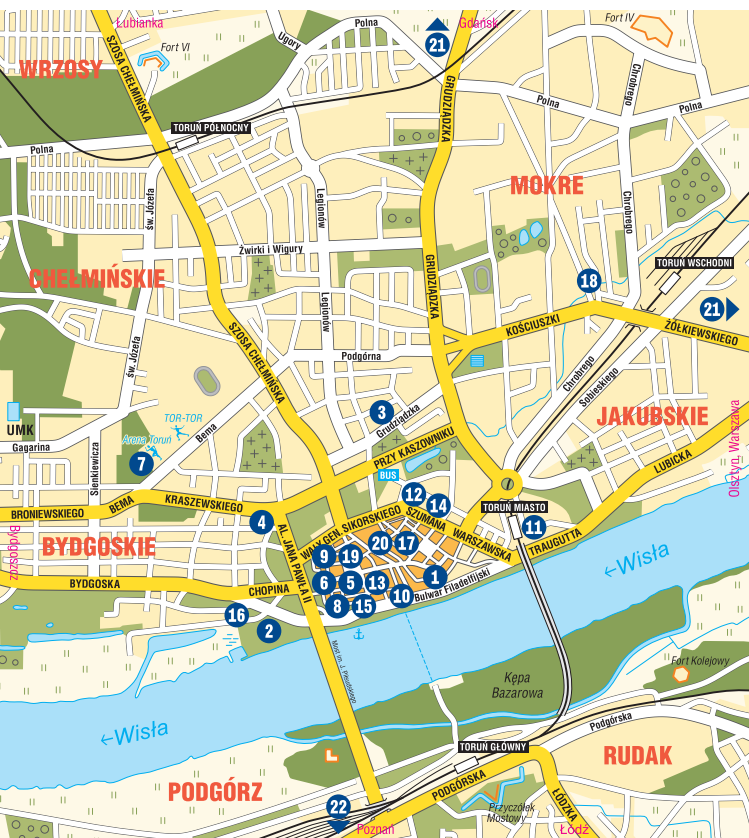 Łubianka
Gdańsk
Polna
Fort IV
21
Ugory
Fort VI
WRZOSY
SZOSA CHEŁMIŃSKA
GRUDZIĄDZKA
Chrobrego
Polna
Polna
TORUŃ PÓŁNOCNY
Polna
MOKRE
św. Józefa
Legionów
Chrobrego
Żwirki i Wigury
TORUŃ WSCHODNI
CHEŁMIŃSKIE
GRUDZIĄDZKA
18
21
Legionów
KOŚCIUSZKI
ŻÓŁKIEWSKIEGO
SZOSA CHEŁMIŃSKA
św. Józefa
Podgórna
Chrobrego
Sobieskiego
3
Grudziądzka
JAKUBSKIE
TOR-TOR
UMK
Arena Toruń
Bema
Gagarina
7
Sienkiewicza
PRZY KASZOWNIKU
LUBICKA
Olsztyn, Warszawa
BUS
12
14
TORUŃ MIASTO
BRONIEWSKIEGO
BEMA
KRASZEWSKIEGO
4
WAŁY GEN. SIKORSKIEGO
SZUMANA
WARSZAWSKA
11
TRAUGUTTA
Bydgoszcz
BYDGOSKIE
AL. JANA PAWŁA II
9
19
20
17
←Wisła
BYDGOSKA
CHOPINA
6
5
13
1
10
Bulwar Filadelfijski
16
8
15
2
Most im. J. Piłsudskiego
Kępa
Bazarowa
Fort Kolejowy
←Wisła
Podgórska
TORUŃ GŁÓWNY
RUDAK
PODGÓRZ
PODGÓRSKA
ŁÓDZKA
22
Przyczółek
Mostowy
Poznań
Łódź